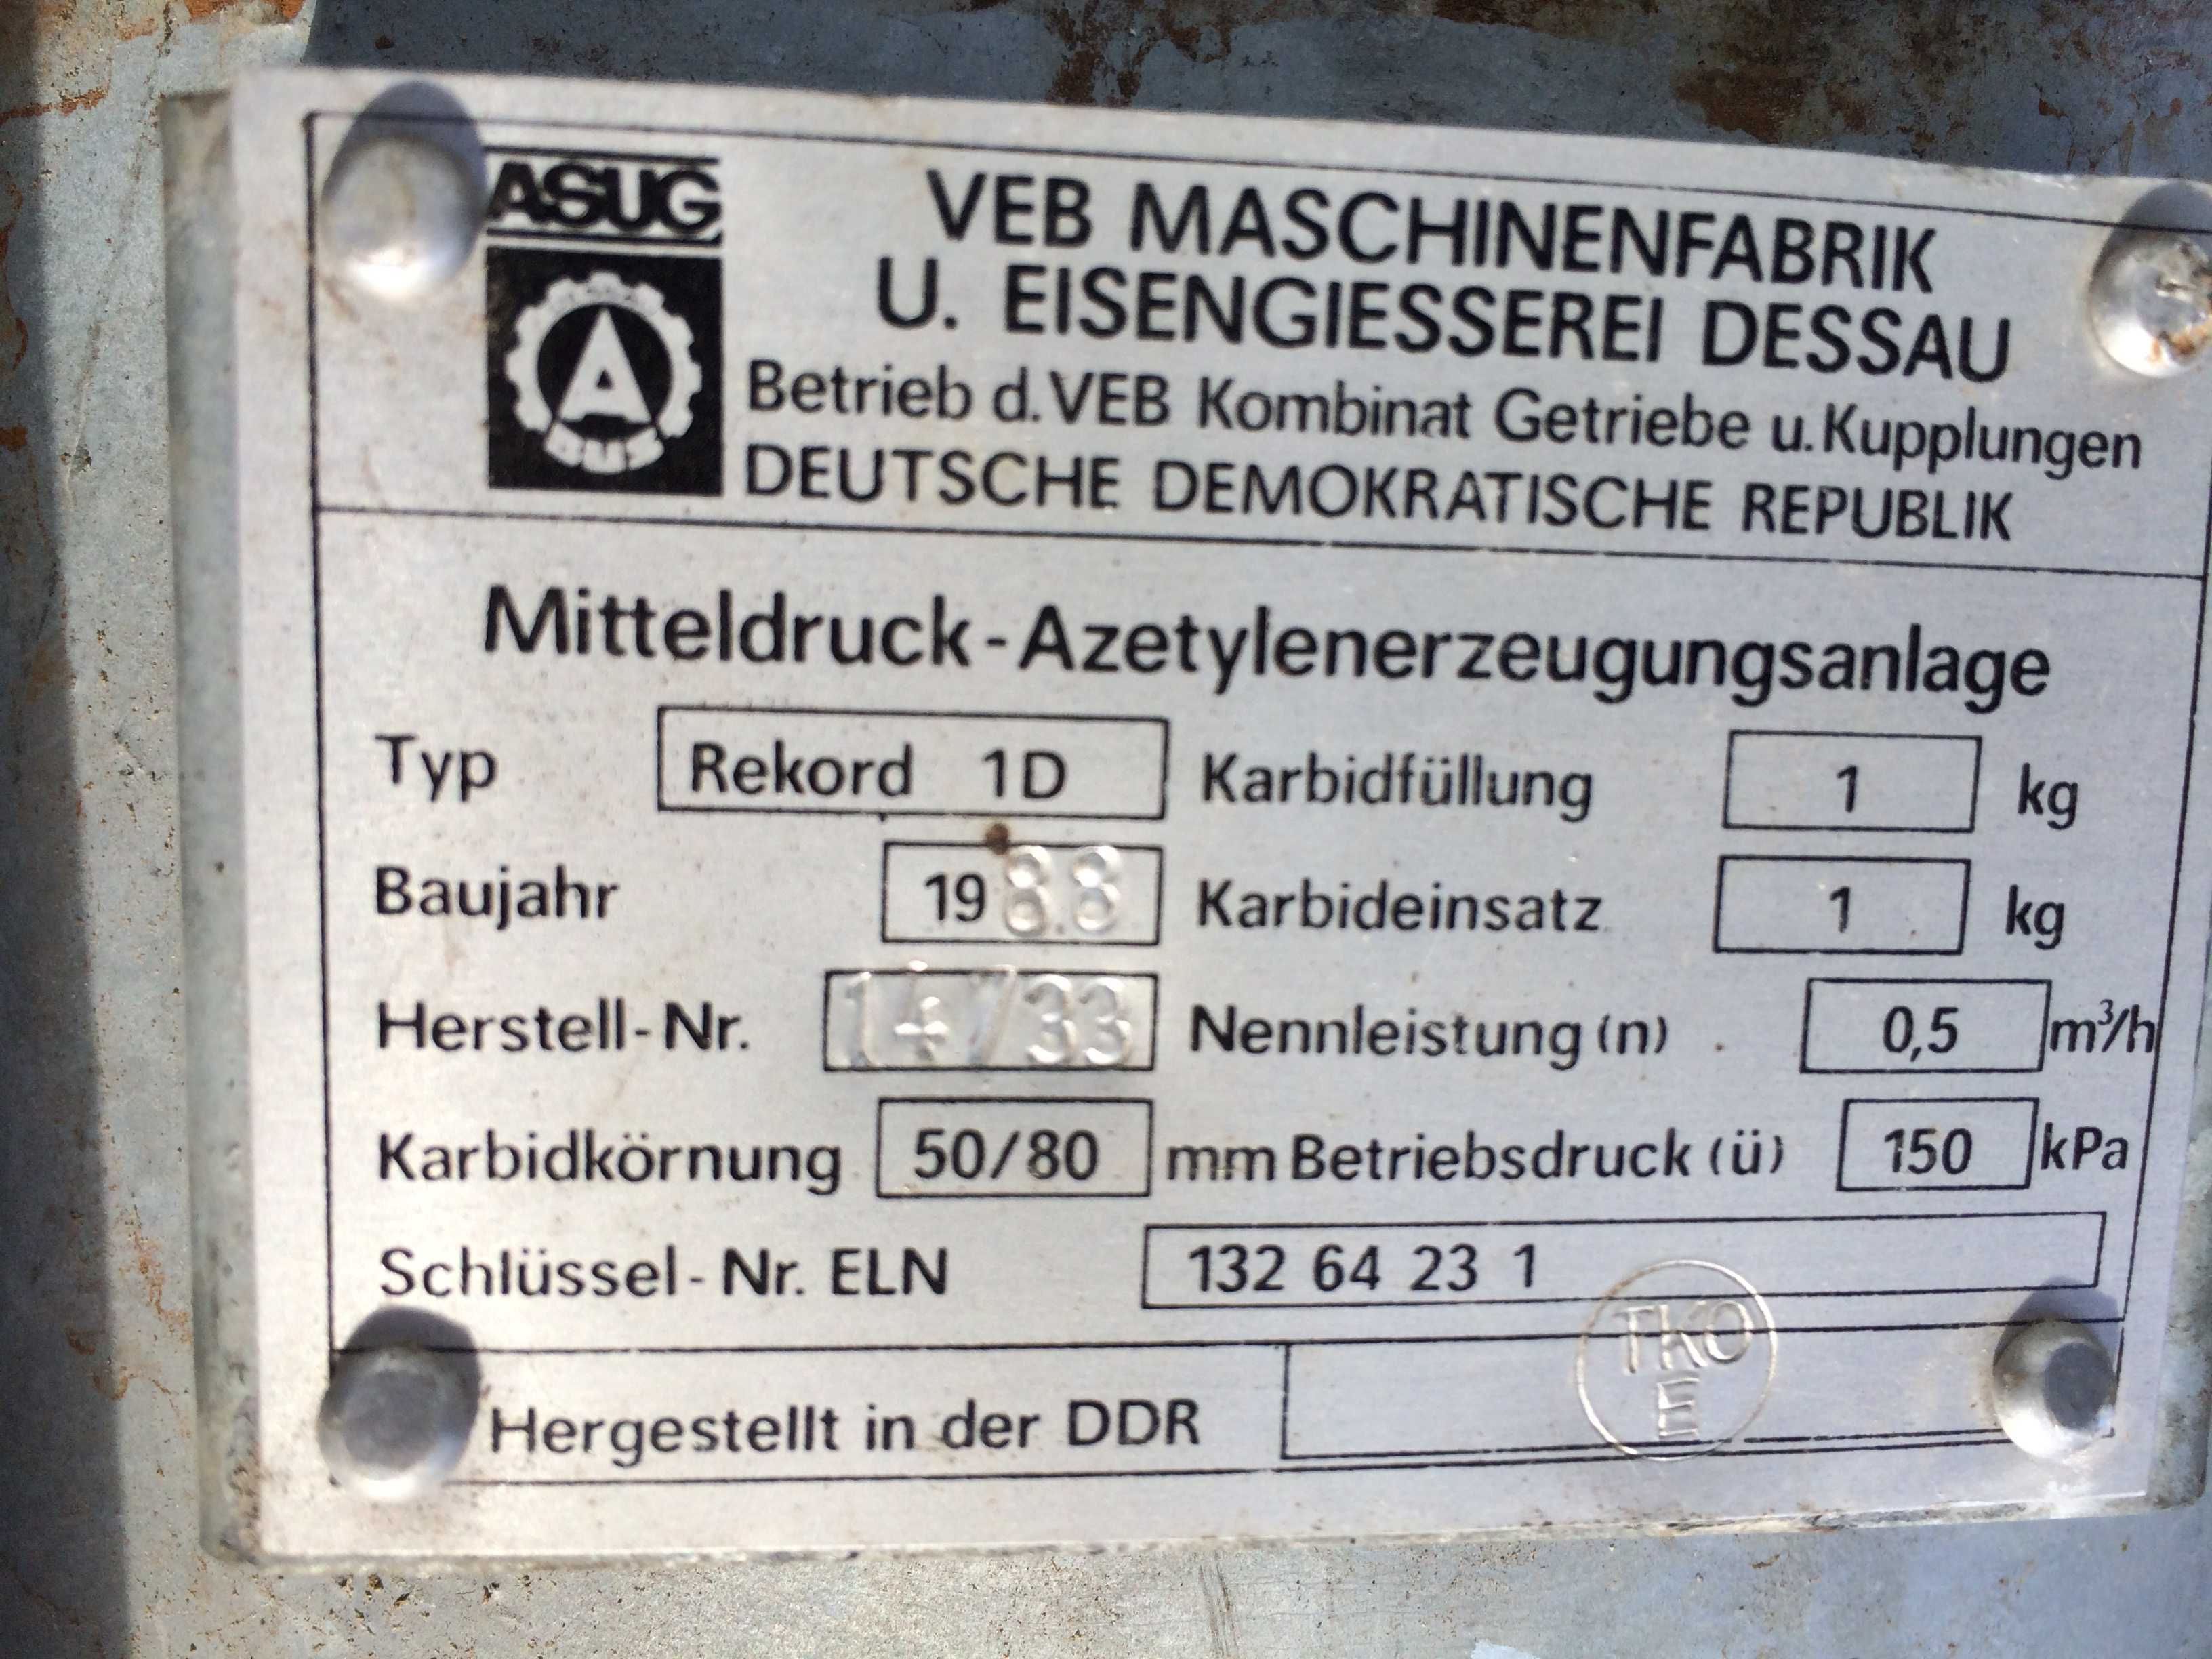 ASUG
VEB MASCHINENFABRIK
U. EISENGIESSEREI DESSAU
A
Betrieb d. VEB Kombinat Getriebe u. Kupplungen
DEUTSCHE DEMOKRATISCHE REPUBLIK
Mitteldruck-Azetylenerzeugungsanlage
Typ Rekord 1D Karbidfüllung 1 kg
Baujahr 1988 Karbideinsatz 1 kg
Herstell-Nr. Nennleistung (n) 0,5 m³/h
Karbidkörnung 50/80 mm Betriebsdruck (ü) 150 kPa
Schlüssel-Nr. ELN 132 64 23 1
TKO
E
Hergestellt in der DDR